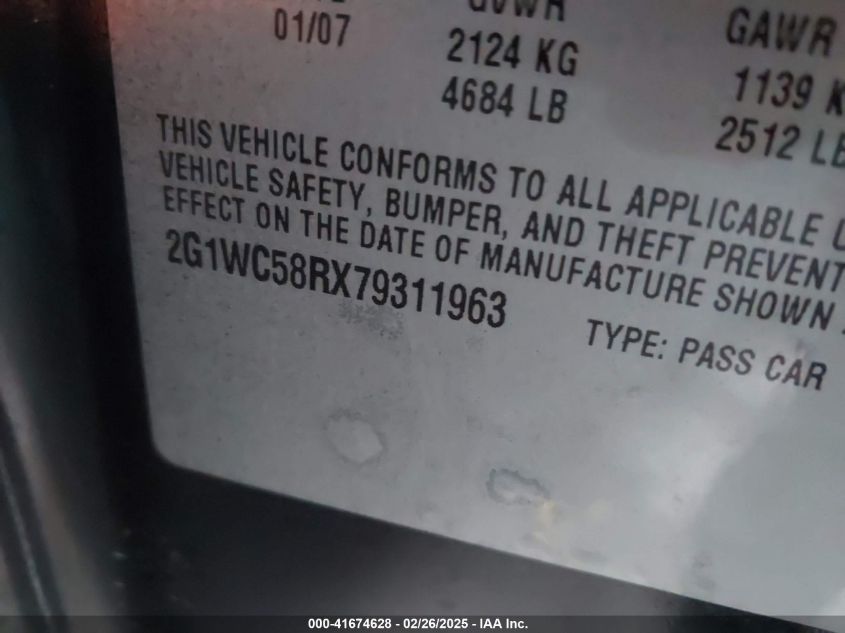 01/07 GVWR GAWR
2124 KG 1139 K
4684 LB 2512 LB
THIS VEHICLE CONFORMS TO ALL APPLICABLE
VEHICLE SAFETY, BUMPER, AND THEFT PREVENT
EFFECT ON THE DATE OF MANUFACTURE SHOWN
2G1WC58RX79311963
TYPE: PASS CAR
000-41674628 - 02/26/2025 - IAA Inc.